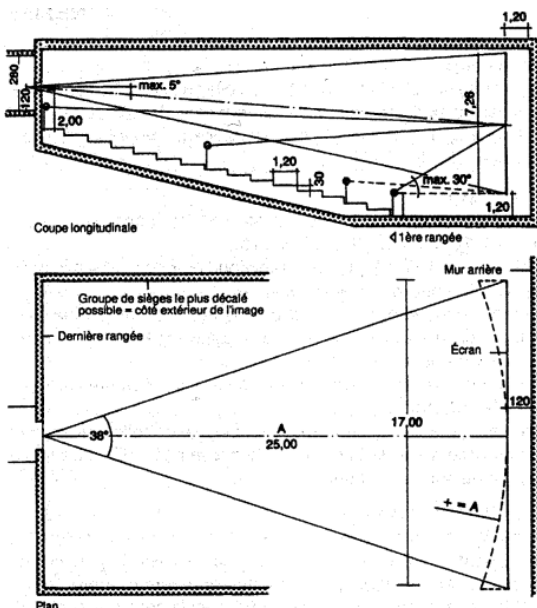 1,20
280
120
max. 5°
2,00
7,26
1,20
30
max. 30°
1,20
Coupe longitudinale
1ère rangée
Mur arrière
Groupe de sièges le plus décalé
possible = côté extérieur de l'image
Dernière rangée
Écran
120
38°
A
25,00
17,00
+ = A
Plan